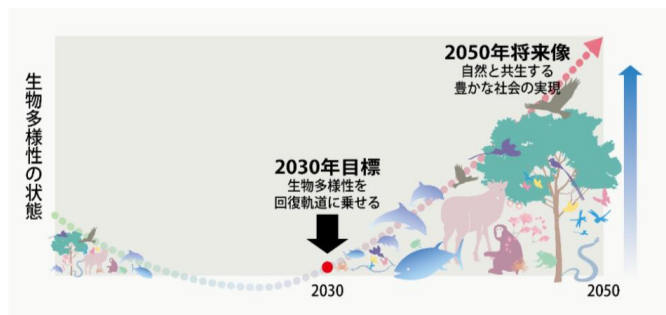 生物多様性の状態
2050年将来像
自然と共生する
豊かな社会の実現
2030年目標
生物多様性を
回復軌道に乗せる
2030
2050